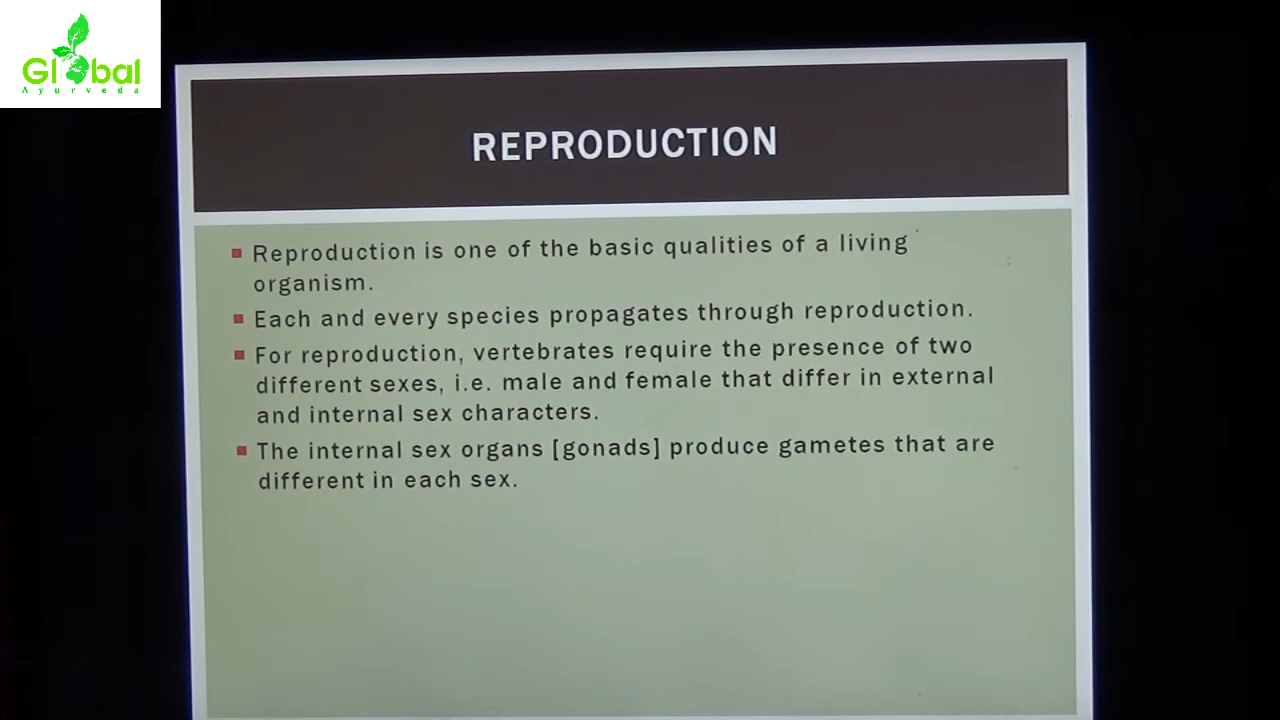 Global
Ayurveda
REPRODUCTION
Reproduction is one of the basic qualities of a living
organism.
Each and every species propagates through reproduction.
For reproduction, vertebrates require the presence of two
different sexes, i.e. male and female that differ in external
and internal sex characters.
The internal sex organs [gonads] produce gametes that are
different in each sex.